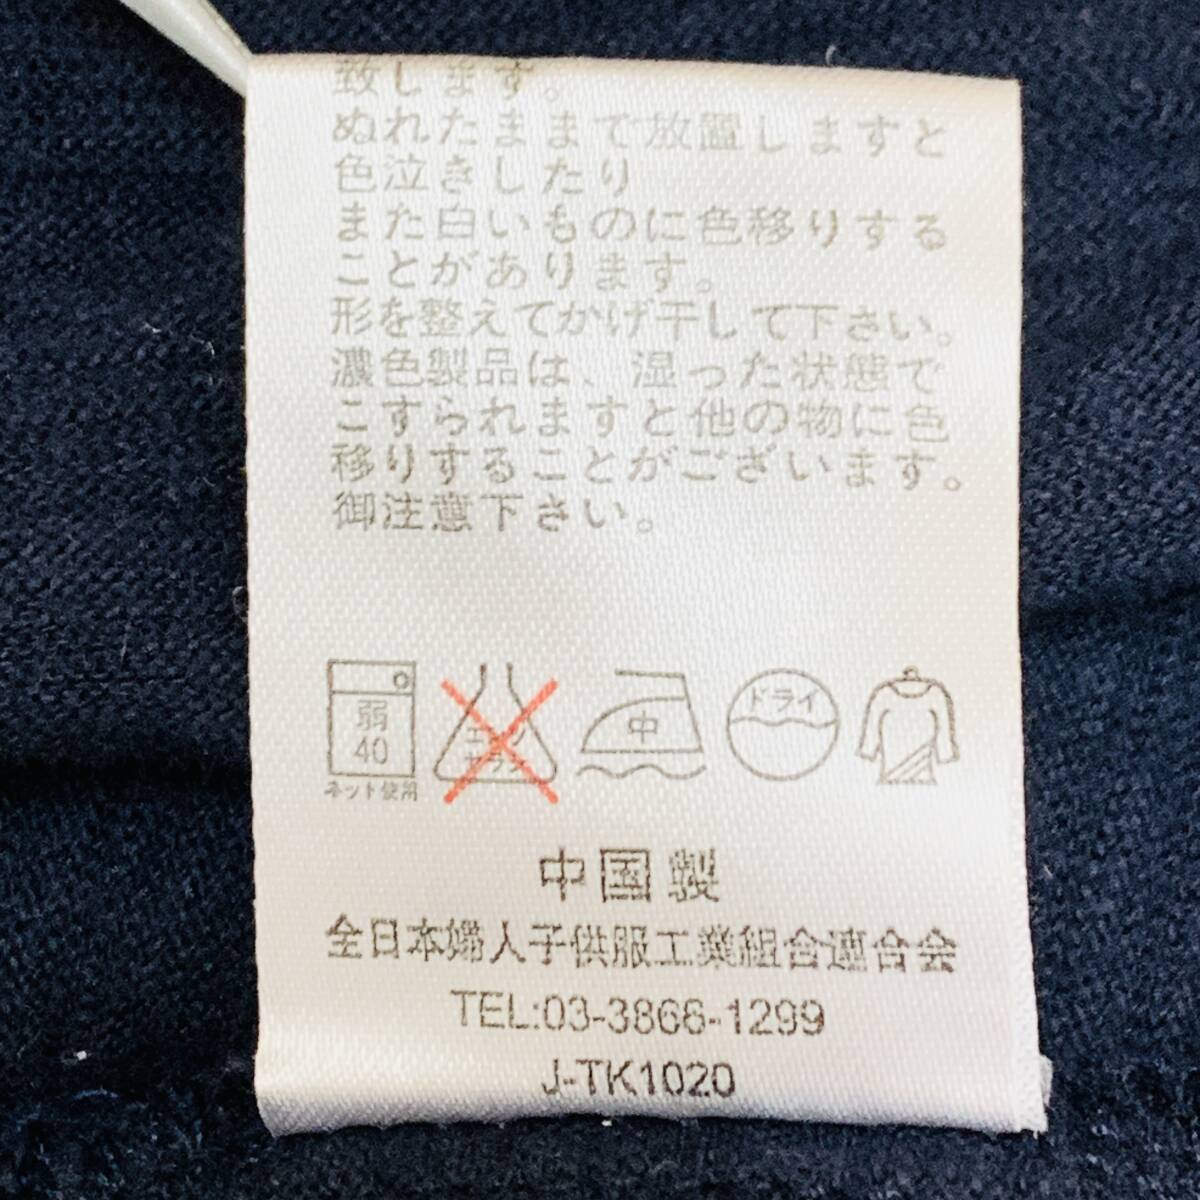 致します。
ぬれたままで放置しますと
色泣きしたり
また白いものに色移りする
ことがあります。
形を整えてかげ干して下さい。
濃色製品は、湿った状態で
こすられますと他の物に色
移りすることがございます。
御注意下さい。
弱
40
ネット使用
エンソ
サラシ
中
ドライ
中国製
全日本婦人子供服工業組合連合会
TEL:03-3866-1299
J-TK1020